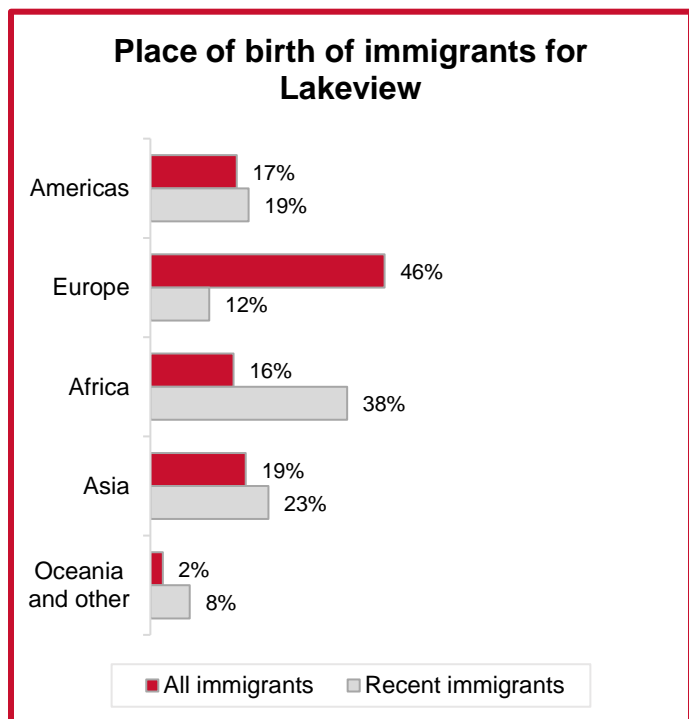 Place of birth of immigrants for
Lakeview
Americas
17%
19%
Europe
46%
12%
Africa
16%
38%
Asia
19%
23%
Oceania
and other
2%
8%
All immigrants
Recent immigrants